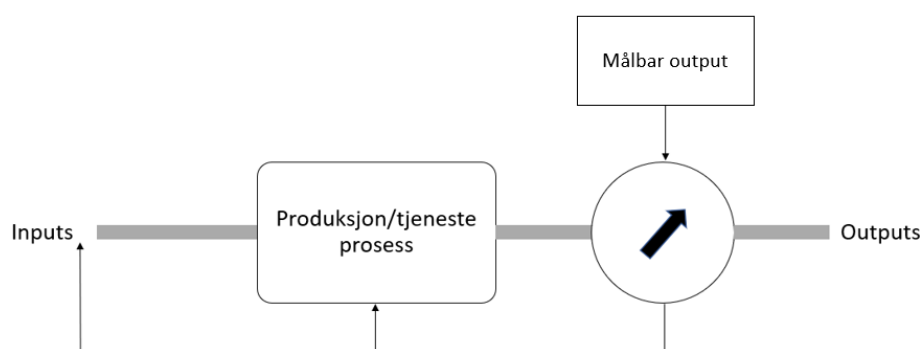 Målbar output
Inputs
Produksjon/tjeneste
prosess
Outputs